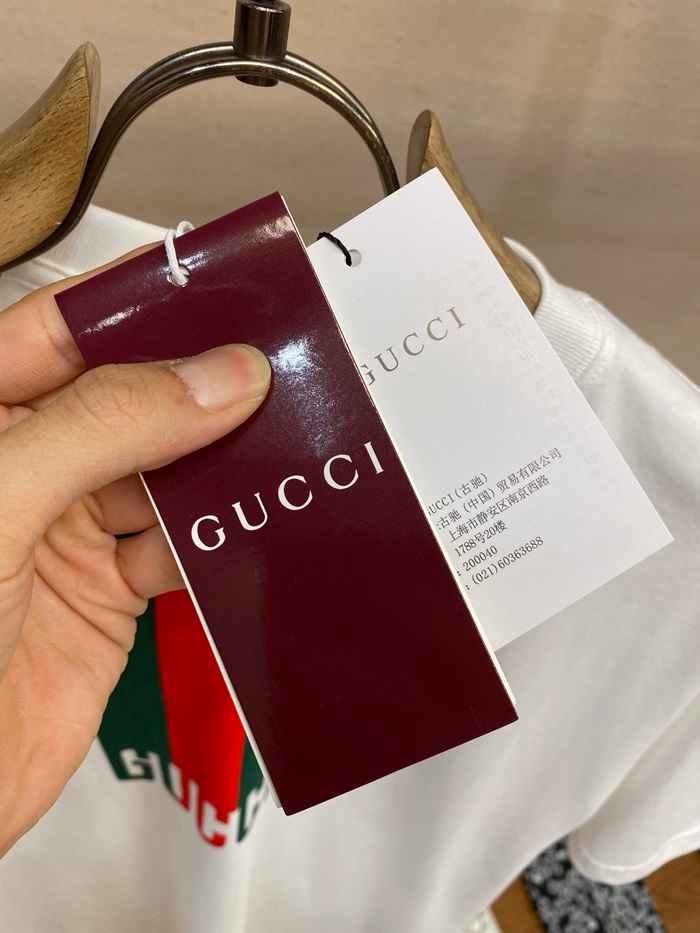 GUCCI
GUCCI
GUCCI(古驰)
:古驰（中国）贸易有限公司
上海市静安区南京西路
1788号20楼
: 200040
: (021)60363688
GUCC